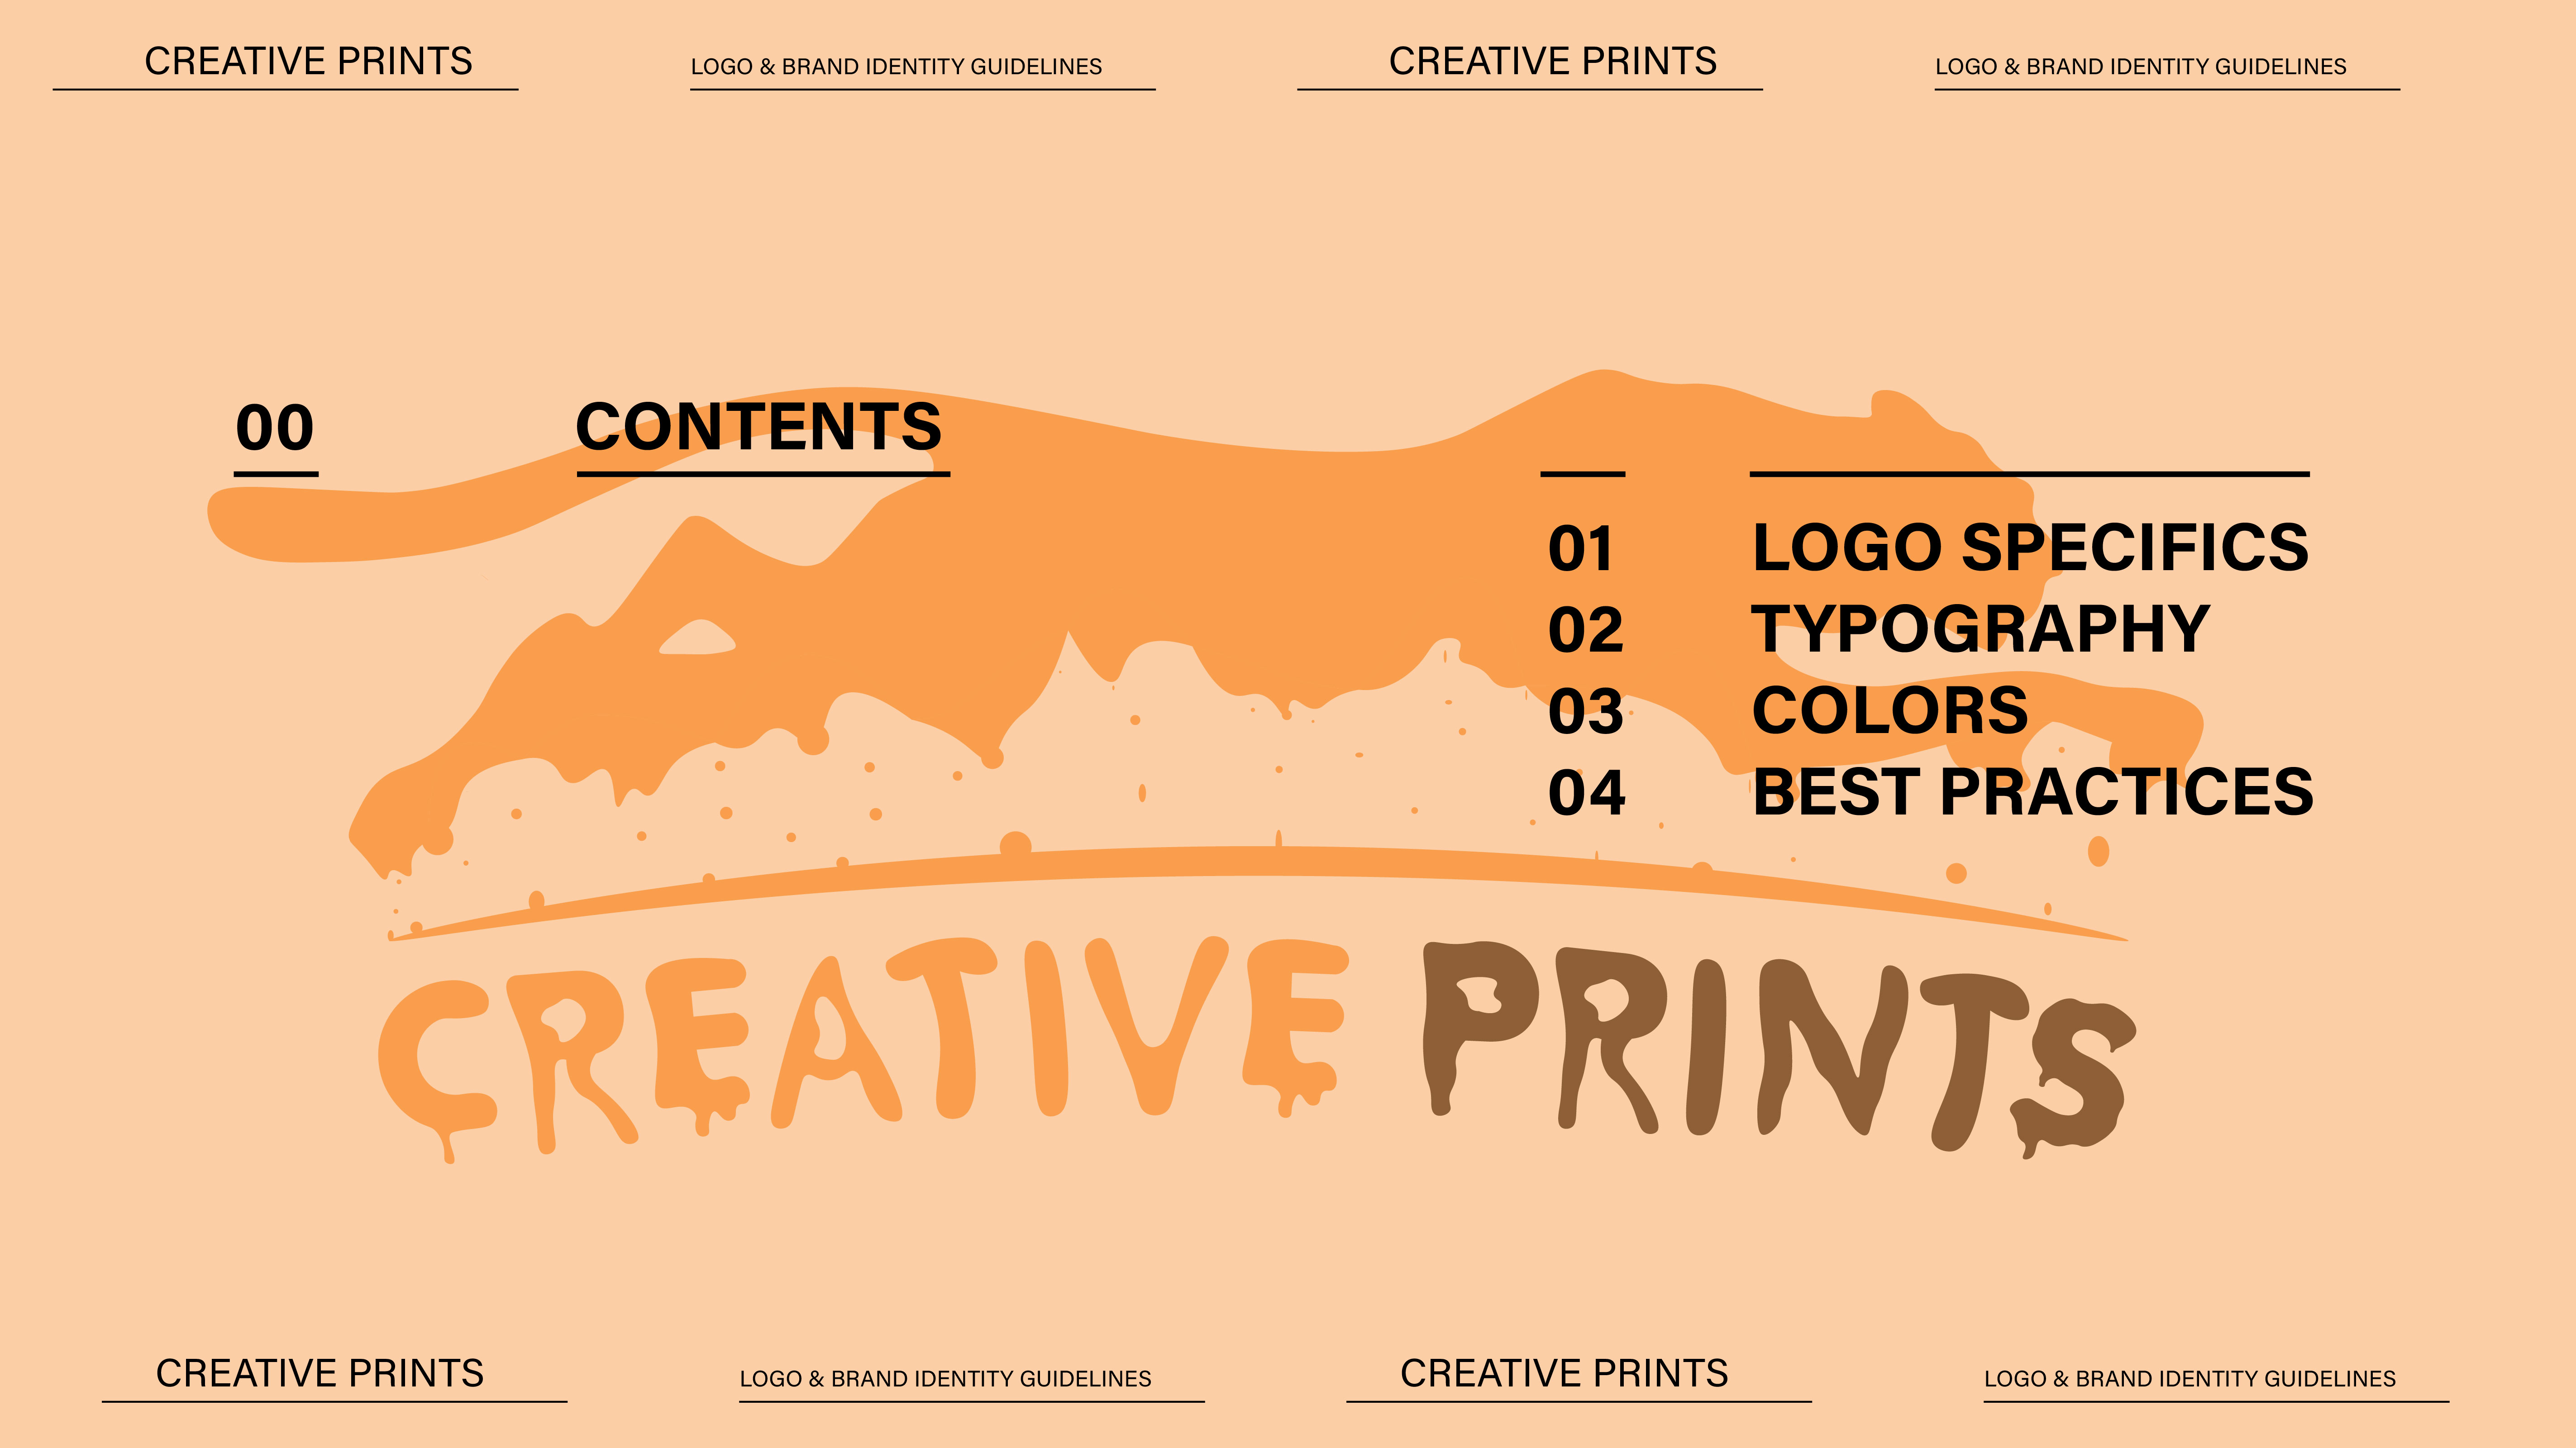 CREATIVE PRINTS
LOGO & BRAND IDENTITY GUIDELINES
CREATIVE PRINTS
LOGO & BRAND IDENTITY GUIDELINES
00 CONTENTS
01 LOGO SPECIFICS
02 TYPOGRAPHY
03 COLORS
04 BEST PRACTICES
CREATIVE PRINTS
CREATIVE PRINTS
LOGO & BRAND IDENTITY GUIDELINES
CREATIVE PRINTS
LOGO & BRAND IDENTITY GUIDELINES